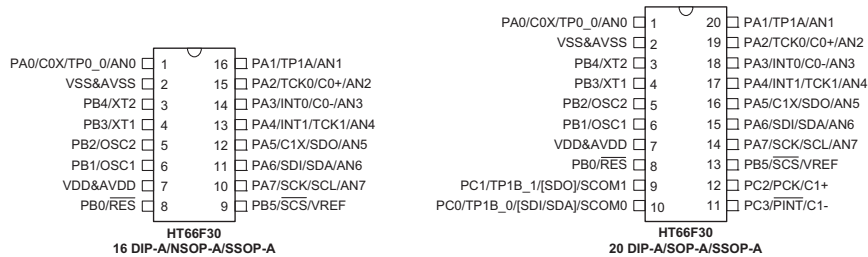 PA0/C0X/TP0_0/AN0 1 16 PA1/TP1A/AN1
VSS&AVSS 2 15 PA2/TCK0/C0+/AN2
PB4/XT2 3 14 PA3/INT0/C0-/AN3
PB3/XT1 4 13 PA4/INT1/TCK1/AN4
PB2/OSC2 5 12 PA5/C1X/SDO/AN5
PB1/OSC1 6 11 PA6/SDI/SDA/AN6
VDD&AVDD 7 10 PA7/SCK/SCL/AN7
PB0/RES 8 9 PB5/SCS/VREF
HT66F30
16 DIP-A/NSOP-A/SSOP-A
PA0/C0X/TP0_0/AN0 1 20 PA1/TP1A/AN1
VSS&AVSS 2 19 PA2/TCK0/C0+/AN2
PB4/XT2 3 18 PA3/INT0/C0-/AN3
PB3/XT1 4 17 PA4/INT1/TCK1/AN4
PB2/OSC2 5 16 PA5/C1X/SDO/AN5
PB1/OSC1 6 15 PA6/SDI/SDA/AN6
VDD&AVDD 7 14 PA7/SCK/SCL/AN7
PB0/RES 8 13 PB5/SCS/VREF
PC1/TP1B_1/[SDO]/SCOM1 9 12 PC2/PCK/C1+
PC0/TP1B_0/[SDI/SDA]/SCOM0 10 11 PC3/PINT/C1-
HT66F30
20 DIP-A/SOP-A/SSOP-A